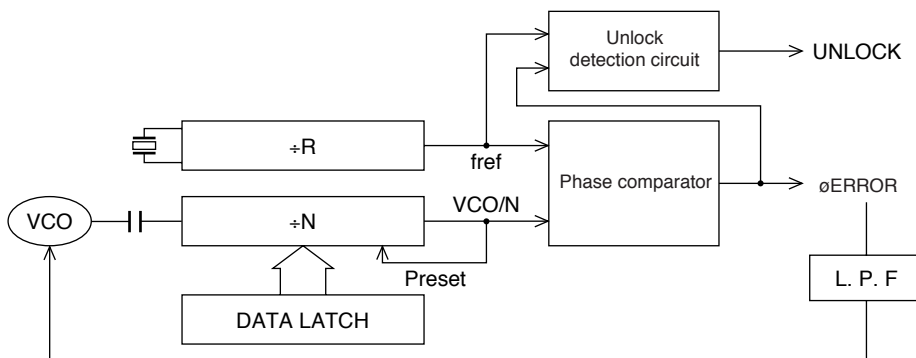 Unlock
detection circuit
UNLOCK
÷R
fref
Phase comparator
øERROR
VCO
÷N
VCO/N
Preset
L. P. F
DATA LATCH